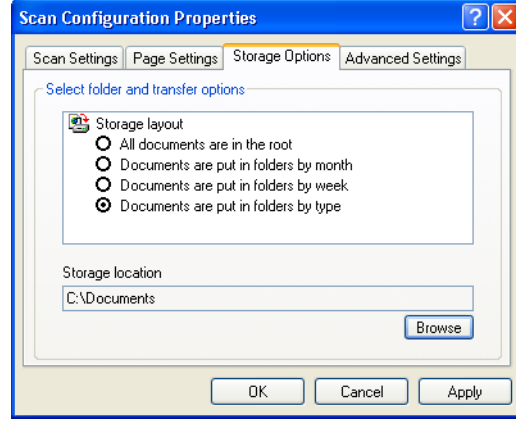 Scan Configuration Properties
Scan Settings Page Settings Storage Options Advanced Settings
Select folder and transfer options
Storage layout
All documents are in the root
Documents are put in folders by month
Documents are put in folders by week
Documents are put in folders by type
Storage location
C:\Documents
Browse
OK Cancel Apply